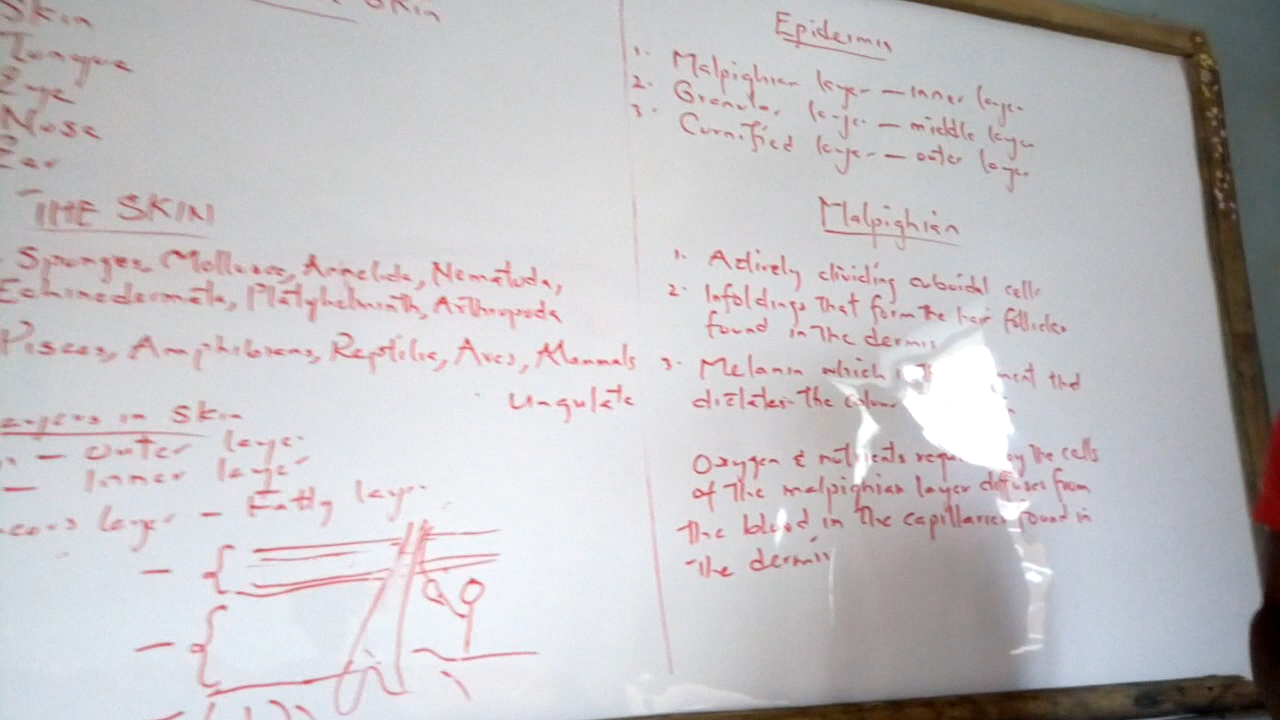 Skin
Skin
Tongue
Eye
Nose
Ear
THE SKIN
Sponges, Mollusca, Annelida, Nematoda,
Echinodermata, Platyhelminth, Arthropoda
Pisces, Amphibians, Reptilia, Aves, Mammals
Ungulate
in skin
- outer layer
- Inner layer
layer - Fatty layer
Epidermis
1. Malpighian layer - inner layer
2. Granular layer - middle layer
3. Cornified layer - outer layer
Malpighian
1. Actively dividing cuboidal cells
2. Infoldings that form the hair follicles
found in the dermis
3. Melanin which that
dictates the colour
Oxygen & nutrients by the cells
of the malpighian layer diffuses from
the blood in the capillaries found in
the dermis